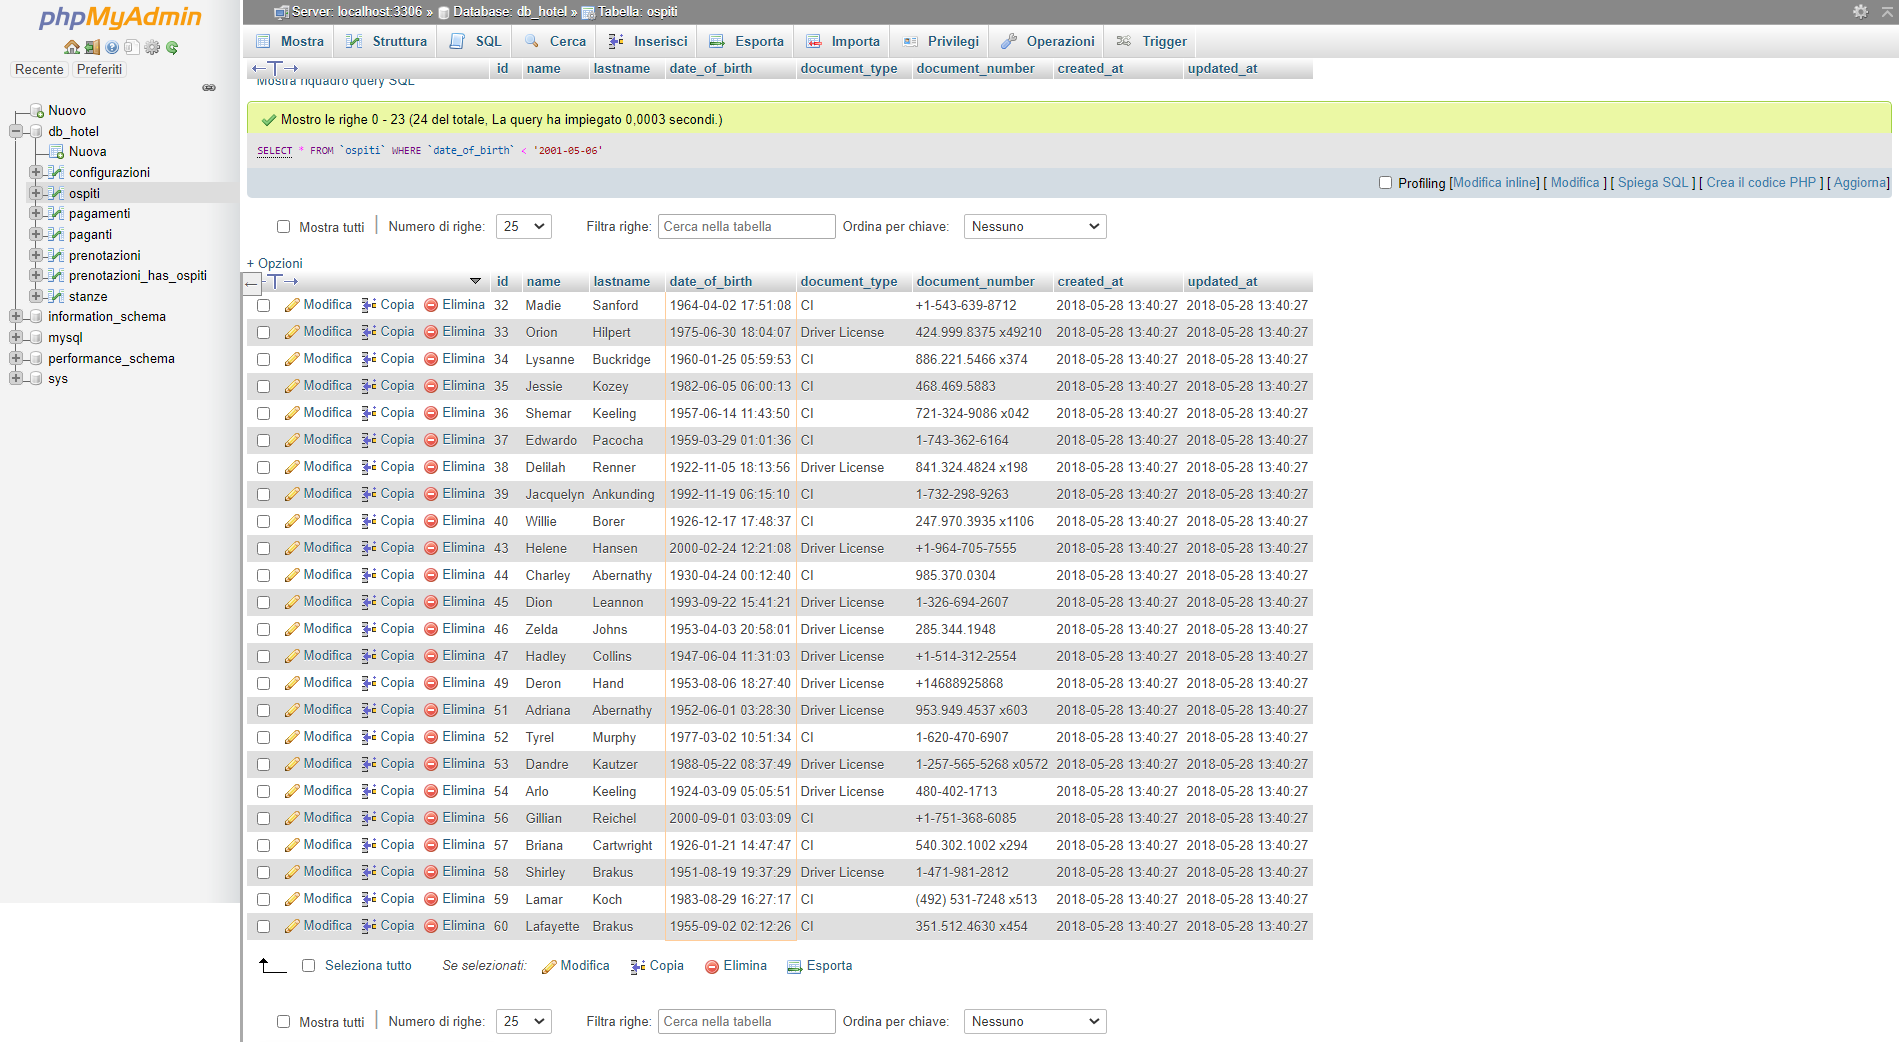 phpMyAdmin
Recente Preferiti
Nuovo
db_hotel
Nuova
configurazioni
ospiti
pagamenti
paganti
prenotazioni
prenotazioni_has_ospiti
stanze
information_schema
mysql
performance_schema
sys
Server: localhost:3306 » Database: db_hotel » Tabella: ospiti
Mostra Struttura SQL Cerca Inserisci Esporta Importa Privilegi Operazioni Trigger
←T→ id name lastname date_of_birth document_type document_number created_at updated_at
Mostra riquadro query SQL
Mostro le righe 0 - 23 (24 del totale, La query ha impiegato 0,0003 secondi.)
SELECT * FROM `ospiti` WHERE `date_of_birth` < '2001-05-06'
Profiling [Modifica inline] [ Modifica ] [ Spiega SQL ] [ Crea il codice PHP ] [ Aggiorna]
Mostra tutti | Numero di righe: 25 Filtra righe: Cerca nella tabella Ordina per chiave: Nessuno
+ Opzioni
←T→ id name lastname date_of_birth document_type document_number created_at updated_at
Modifica Copia Elimina 32 Madie Sanford 1964-04-02 17:51:08 CI +1-543-639-8712 2018-05-28 13:40:27 2018-05-28 13:40:27
Modifica Copia Elimina 33 Orion Hilpert 1975-06-30 18:04:07 Driver License 424.999.8375 x49210 2018-05-28 13:40:27 2018-05-28 13:40:27
Modifica Copia Elimina 34 Lysanne Buckridge 1960-01-25 05:59:53 CI 886.221.5466 x374 2018-05-28 13:40:27 2018-05-28 13:40:27
Modifica Copia Elimina 35 Jessie Kozey 1982-06-05 06:00:13 CI 468.469.5883 2018-05-28 13:40:27 2018-05-28 13:40:27
Modifica Copia Elimina 36 Shemar Keeling 1957-06-14 11:43:50 CI 721-324-9086 x042 2018-05-28 13:40:27 2018-05-28 13:40:27
Modifica Copia Elimina 37 Edwardo Pacocha 1959-03-29 01:01:36 CI 1-743-362-6164 2018-05-28 13:40:27 2018-05-28 13:40:27
Modifica Copia Elimina 38 Delilah Renner 1922-11-05 18:13:56 Driver License 841.324.4824 x198 2018-05-28 13:40:27 2018-05-28 13:40:27
Modifica Copia Elimina 39 Jacquelyn Ankunding 1992-11-19 06:15:10 CI 1-732-298-9263 2018-05-28 13:40:27 2018-05-28 13:40:27
Modifica Copia Elimina 40 Willie Borer 1926-12-17 17:48:37 CI 247.970.3935 x1106 2018-05-28 13:40:27 2018-05-28 13:40:27
Modifica Copia Elimina 43 Helene Hansen 2000-02-24 12:21:08 Driver License +1-964-705-7555 2018-05-28 13:40:27 2018-05-28 13:40:27
Modifica Copia Elimina 44 Charley Abernathy 1930-04-24 00:12:40 CI 985.370.0304 2018-05-28 13:40:27 2018-05-28 13:40:27
Modifica Copia Elimina 45 Dion Leannon 1993-09-22 15:41:21 Driver License 1-326-694-2607 2018-05-28 13:40:27 2018-05-28 13:40:27
Modifica Copia Elimina 46 Zelda Johns 1953-04-03 20:58:01 Driver License 285.344.1948 2018-05-28 13:40:27 2018-05-28 13:40:27
Modifica Copia Elimina 47 Hadley Collins 1947-06-04 11:31:03 Driver License +1-514-312-2554 2018-05-28 13:40:27 2018-05-28 13:40:27
Modifica Copia Elimina 49 Deron Hand 1953-08-06 18:27:40 Driver License +14688925868 2018-05-28 13:40:27 2018-05-28 13:40:27
Modifica Copia Elimina 51 Adriana Abernathy 1952-06-01 03:28:30 Driver License 953.949.4537 x603 2018-05-28 13:40:27 2018-05-28 13:40:27
Modifica Copia Elimina 52 Tyrel Murphy 1977-03-02 10:51:34 CI 1-620-470-6907 2018-05-28 13:40:27 2018-05-28 13:40:27
Modifica Copia Elimina 53 Dandre Kautzer 1988-05-22 08:37:49 Driver License 1-257-565-5268 x0572 2018-05-28 13:40:27 2018-05-28 13:40:27
Modifica Copia Elimina 54 Arlo Keeling 1924-03-09 05:05:51 Driver License 480-402-1713 2018-05-28 13:40:27 2018-05-28 13:40:27
Modifica Copia Elimina 56 Gillian Reichel 2000-09-01 03:03:09 CI +1-751-368-6085 2018-05-28 13:40:27 2018-05-28 13:40:27
Modifica Copia Elimina 57 Briana Cartwright 1926-01-21 14:47:47 CI 540.302.1002 x294 2018-05-28 13:40:27 2018-05-28 13:40:27
Modifica Copia Elimina 58 Shirley Brakus 1951-08-19 19:37:29 Driver License 1-471-981-2812 2018-05-28 13:40:27 2018-05-28 13:40:27
Modifica Copia Elimina 59 Lamar Koch 1983-08-29 16:27:17 CI (492) 531-7248 x513 2018-05-28 13:40:27 2018-05-28 13:40:27
Modifica Copia Elimina 60 Lafayette Brakus 1955-09-02 02:12:26 CI 351.512.4630 x454 2018-05-28 13:40:27 2018-05-28 13:40:27
Seleziona tutto Se selezionati: Modifica Copia Elimina Esporta
Mostra tutti | Numero di righe: 25 Filtra righe: Cerca nella tabella Ordina per chiave: Nessuno